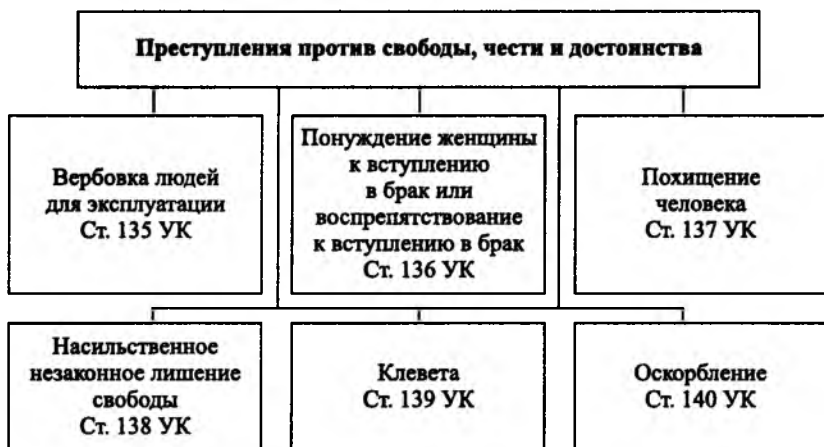 Преступления против свободы, чести и достоинства
Вербовка людей
для эксплуатации
Ст. 135 УК
Понуждение женщины
к вступлению
в брак или
воспрепятствование
к вступлению в брак
Ст. 136 УК
Похищение
человека
Ст. 137 УК
Насильственное
незаконное лишение
свободы
Ст. 138 УК
Клевета
Ст. 139 УК
Оскорбление
Ст. 140 УК